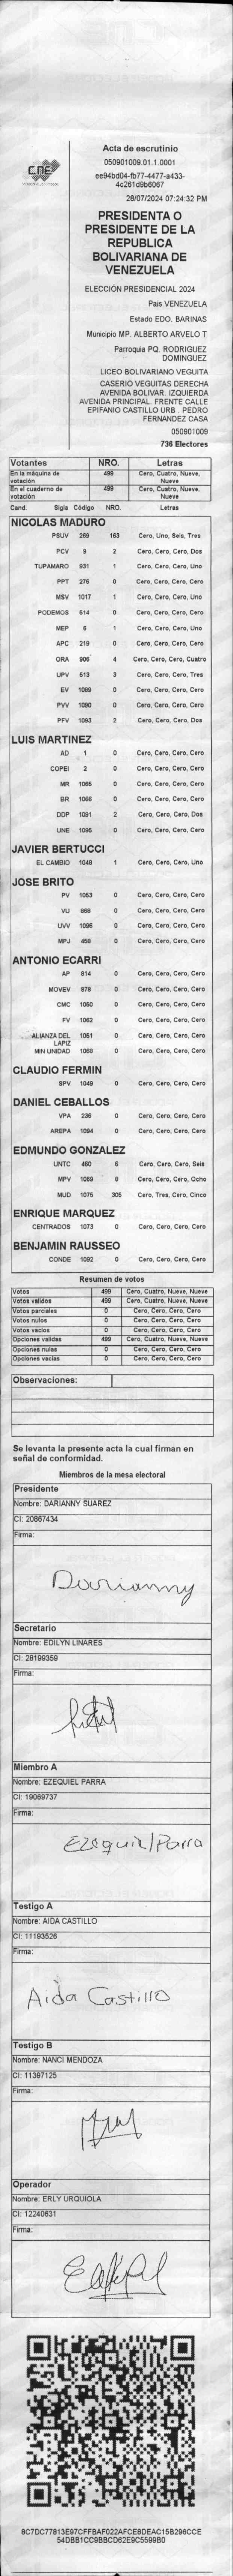 CNE
Acta de escrutinio
050901009.01.1.0001
ee94bd04-fb77-4477-a433-
4c261d9b6067
28/07/2024 07:24:32 PM
PRESIDENTA O
PRESIDENTE DE LA
REPUBLICA
BOLIVARIANA DE
VENEZUELA
ELECCIÓN PRESIDENCIAL 2024
Pais VENEZUELA
Estado EDO. BARINAS
Municipio MP. ALBERTO ARVELO T
Parroquia PQ. RODRIGUEZ
DOMINGUEZ
LICEO BOLIVARIANO VEGUITA
CASERIO VEGUITAS DERECHA
AVENIDA BOLIVAR. IZQUIERDA
AVENIDA PRINCIPAL. FRENTE CALLE
EPIFANIO CASTILLO URB . PEDRO
FERNANDEZ CASA
050901009
736 Electores
Votantes NRO. Letras
En la máquina de votación 499 Cero, Cuatro, Nueve, Nueve
En el cuaderno de votación 499 Cero, Cuatro, Nueve, Nueve
Cand. Sigla Código NRO. Letras
NICOLAS MADURO
PSUV 269 163 Cero, Uno, Seis, Tres
PCV 9 2 Cero, Cero, Cero, Dos
TUPAMARO 931 1 Cero, Cero, Cero, Uno
PPT 276 0 Cero, Cero, Cero, Cero
MSV 1017 1 Cero, Cero, Cero, Uno
PODEMOS 514 0 Cero, Cero, Cero, Cero
MEP 6 1 Cero, Cero, Cero, Uno
APC 219 0 Cero, Cero, Cero, Cero
ORA 906 4 Cero, Cero, Cero, Cuatro
UPV 513 3 Cero, Cero, Cero, Tres
EV 1089 0 Cero, Cero, Cero, Cero
PVV 1090 0 Cero, Cero, Cero, Cero
PFV 1093 2 Cero, Cero, Cero, Dos
LUIS MARTINEZ
AD 1 0 Cero, Cero, Cero, Cero
COPEI 2 0 Cero, Cero, Cero, Cero
MR 1065 0 Cero, Cero, Cero, Cero
BR 1066 0 Cero, Cero, Cero, Cero
DDP 1091 2 Cero, Cero, Cero, Dos
UNE 1095 0 Cero, Cero, Cero, Cero
JAVIER BERTUCCI
EL CAMBIO 1048 1 Cero, Cero, Cero, Uno
JOSE BRITO
PV 1053 0 Cero, Cero, Cero, Cero
VU 868 0 Cero, Cero, Cero, Cero
UVV 1096 0 Cero, Cero, Cero, Cero
MPJ 458 0 Cero, Cero, Cero, Cero
ANTONIO ECARRI
AP 914 0 Cero, Cero, Cero, Cero
MOVEV 978 0 Cero, Cero, Cero, Cero
CMC 1050 0 Cero, Cero, Cero, Cero
FV 1062 0 Cero, Cero, Cero, Cero
ALIANZA DEL LAPIZ 1051 0 Cero, Cero, Cero, Cero
MIN UNIDAD 1068 0 Cero, Cero, Cero, Cero
CLAUDIO FERMIN
SPV 1049 0 Cero, Cero, Cero, Cero
DANIEL CEBALLOS
VPA 236 0 Cero, Cero, Cero, Cero
AREPA 1094 0 Cero, Cero, Cero, Cero
EDMUNDO GONZALEZ
UNTC 460 6 Cero, Cero, Cero, Seis
MPV 1069 8 Cero, Cero, Cero, Ocho
MUD 1075 305 Cero, Tres, Cero, Cinco
ENRIQUE MARQUEZ
CENTRADOS 1073 0 Cero, Cero, Cero, Cero
BENJAMIN RAUSSEO
CONDE 1092 0 Cero, Cero, Cero, Cero
Resumen de votos
Votos 499 Cero, Cuatro, Nueve, Nueve
Votos validos 499 Cero, Cuatro, Nueve, Nueve
Votos parciales 0 Cero, Cero, Cero, Cero
Votos nulos 0 Cero, Cero, Cero, Cero
Votos vacios 0 Cero, Cero, Cero, Cero
Opciones validas 499 Cero, Cuatro, Nueve, Nueve
Opciones nulas 0 Cero, Cero, Cero, Cero
Opciones vacias 0 Cero, Cero, Cero, Cero
Observaciones:
Se levanta la presente acta la cual firman en
señal de conformidad.
Miembros de la mesa electoral
Presidente
Nombre: DARIANNY SUAREZ
CI: 20867434
Firma:
Darianny
Secretario
Nombre: EDILYN LINARES
CI: 28199359
Firma:
Miembro A
Nombre: EZEQUIEL PARRA
CI: 19069737
Firma:
Ezequiel Parra
Testigo A
Nombre: AIDA CASTILLO
CI: 11193526
Firma:
Aida Castillo
Testigo B
Nombre: NANCI MENDOZA
CI: 11397125
Firma:
Operador
Nombre: ERLY URQUIOLA
CI: 12240631
Firma:
8C7DC77813E97CFFBAF022AFCE8DEAC15B296CCE
54DBB1CC9BBCD62E9C5599B0